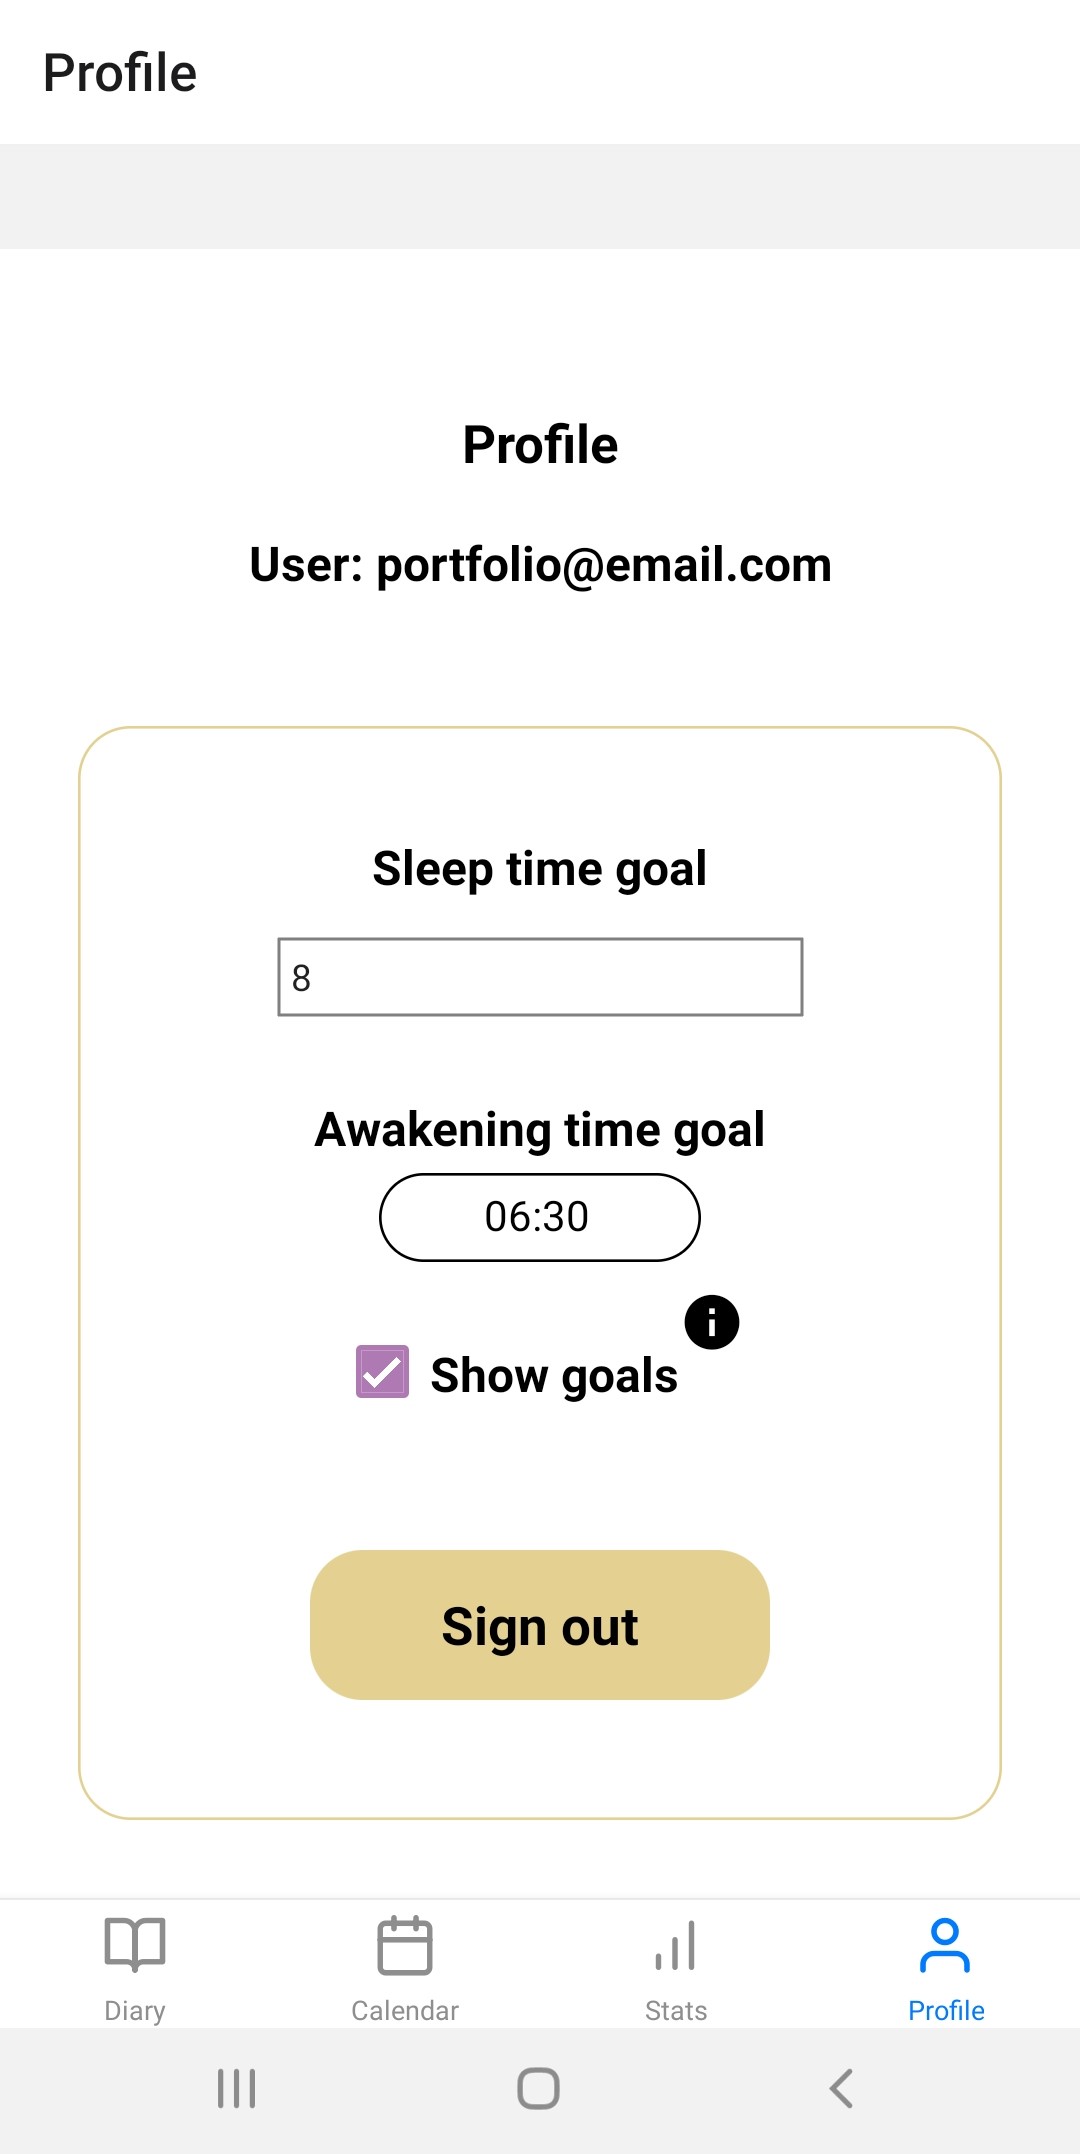 Profile
Profile
User: portfolio@email.com
Sleep time goal
8
Awakening time goal
06:30
Show goals
Sign out
Diary
Calendar
Stats
Profile